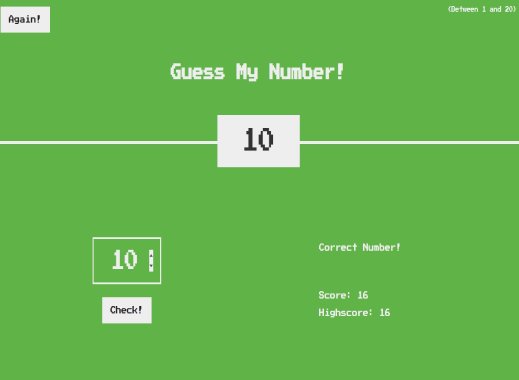 Again!
(Between 1 and 20)
Guess My Number!
10
10
Correct Number!
Check!
Score: 16
Highscore: 16